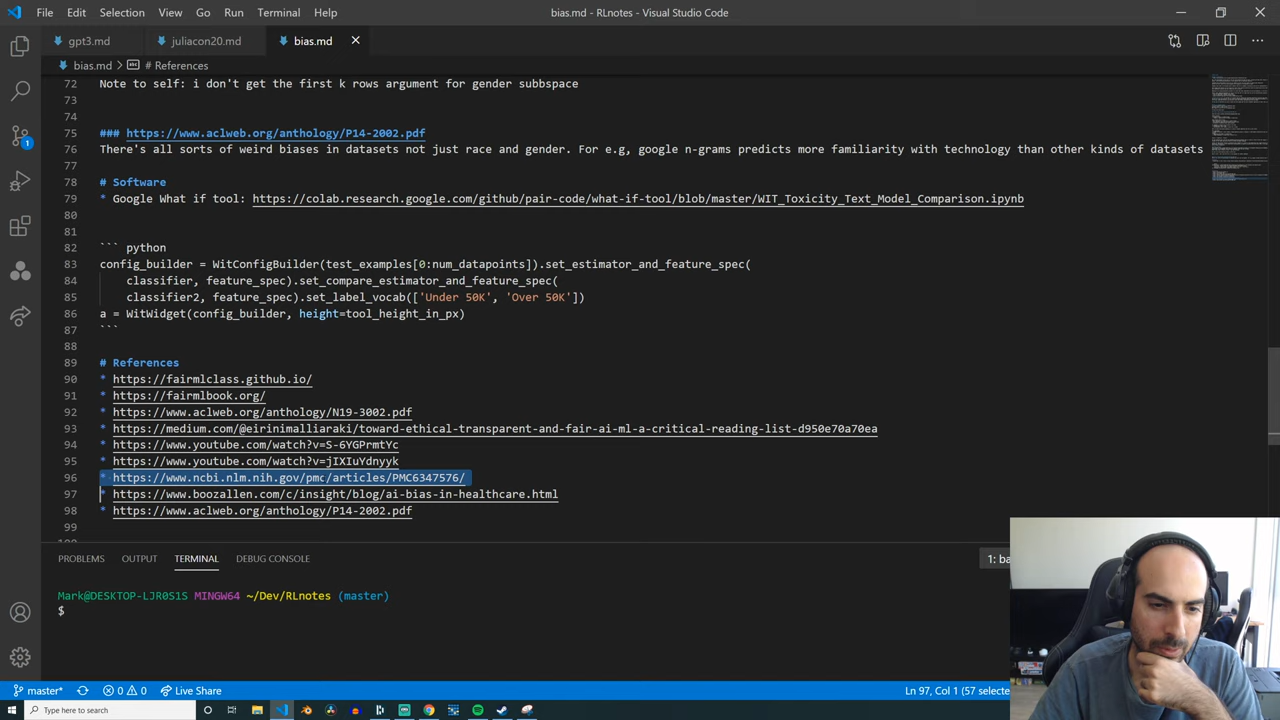 File Edit Selection View Go Run Terminal Help
bias.md - RLnotes - Visual Studio Code
gpt3.md juliacon20.md bias.md
bias.md > # References
72 Note to self: i don't get the first k rows argument for gender subspace
73
74
75 ### https://www.aclweb.org/anthology/P14-2002.pdf
76 There's all sorts of weird biases in datasets not just race and gender. For e.g, google n-grams predicts more familiarity with technology than other kinds of datasets
77
78 # Software
79 * Google What if tool: https://colab.research.google.com/github/pair-code/what-if-tool/blob/master/WIT_Toxicity_Text_Model_Comparison.ipynb
80
81
82 ``` python
83 config_builder = WitConfigBuilder(test_examples[0:num_datapoints]).set_estimator_and_feature_spec(
84 classifier, feature_spec).set_compare_estimator_and_feature_spec(
85 classifier2, feature_spec).set_label_vocab(['Under 50K', 'Over 50K'])
86 a = WitWidget(config_builder, height=tool_height_in_px)
87 ```
88
89 # References
90 * https://fairmlclass.github.io/
91 * https://fairmlbook.org/
92 * https://www.aclweb.org/anthology/N19-3002.pdf
93 * https://medium.com/@eirinimalliaraki/toward-ethical-transparent-and-fair-ai-ml-a-critical-reading-list-d950e70a70ea
94 * https://www.youtube.com/watch?v=S-6YGPrmtYc
95 * https://www.youtube.com/watch?v=jIXIuYdnyyk
96 * https://www.ncbi.nlm.nih.gov/pmc/articles/PMC6347576/
97 * https://www.boozallen.com/c/insight/blog/ai-bias-in-healthcare.html
98 * https://www.aclweb.org/anthology/P14-2002.pdf
99
PROBLEMS OUTPUT TERMINAL DEBUG CONSOLE
1: ba
Mark@DESKTOP-LJR0S1S MINGW64 ~/Dev/RLnotes (master)
$
master* 0 0 Live Share
Ln 97, Col 1 (57 selected
Type here to search